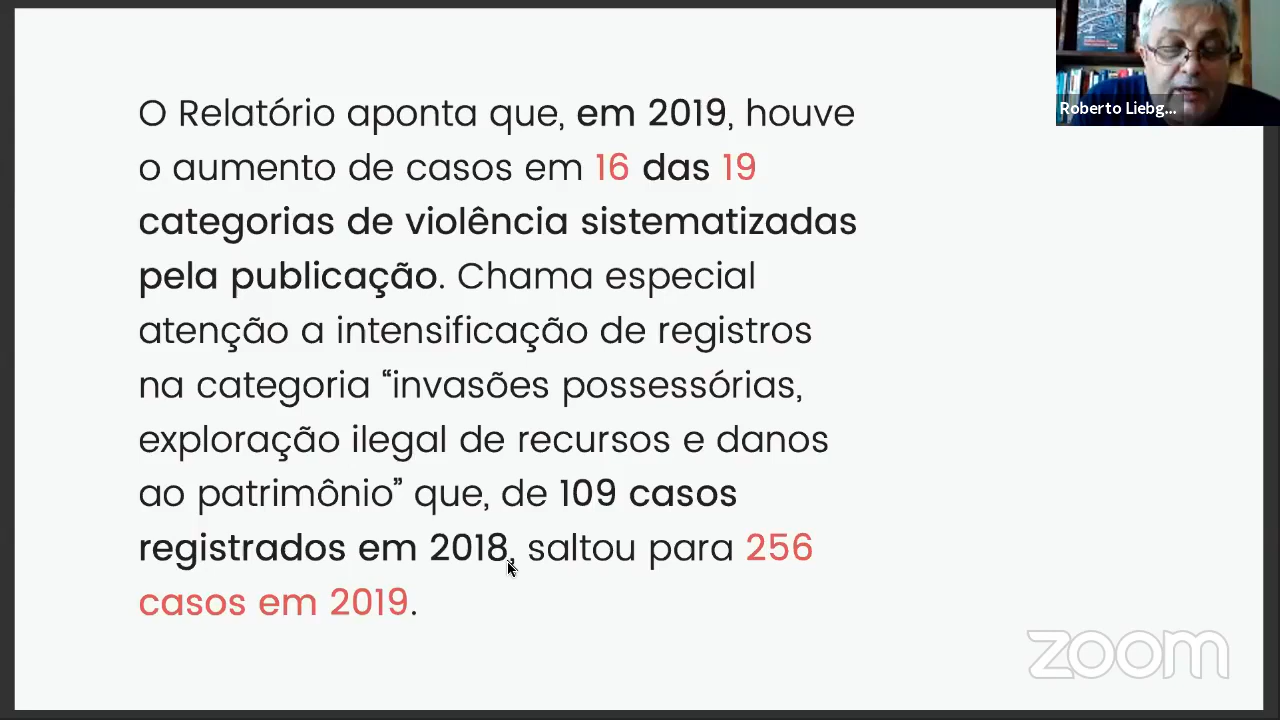 O Relatório aponta que, em 2019, houve
o aumento de casos em 16 das 19
categorias de violência sistematizadas
pela publicação. Chama especial
atenção a intensificação de registros
na categoria “invasões possessórias,
exploração ilegal de recursos e danos
ao patrimônio” que, de 109 casos
registrados em 2018, saltou para 256
casos em 2019.
Roberto Liebg...
zoom